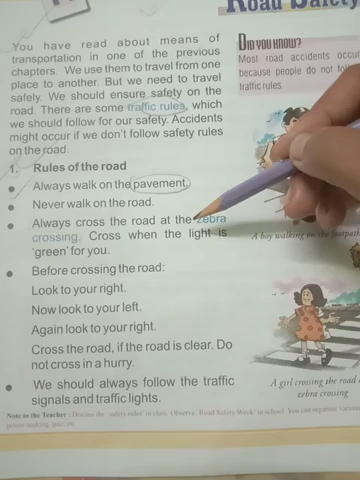 Road Safety
You have read about means of
transportation in one of the previous
chapters. We use them to travel from one
place to another. But we need to travel
safely. We should ensure safety on the
road. There are some traffic rules, which
we should follow for our safety. Accidents
might occur if we don't follow safety rules
on the road.
1. Rules of the road
• Always walk on the pavement.
• Never walk on the road.
• Always cross the road at the zebra
crossing. Cross when the light is
'green' for you.
• Before crossing the road:
Look to your right.
Now look to your left.
Again look to your right.
Cross the road, if the road is clear. Do
not cross in a hurry.
• We should always follow the traffic
signals and traffic lights.
DID YOU KNOW?
Most road accidents occur
because people do not
traffic rules.
A boy walking on the footpath
A girl crossing the road
zebra crossing
Note to the Teacher : Discuss the 'safety rules' in class. Observe 'Road Safety Week' in school. You can organise
poster making, quiz, etc.